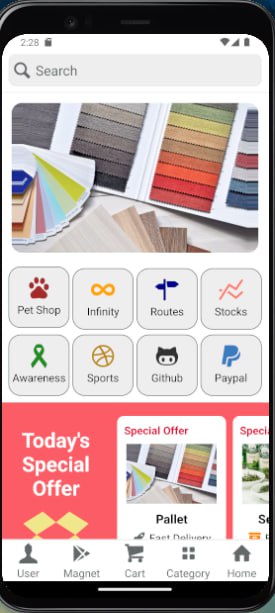 2:28
Search
Pet Shop
Infinity
Routes
Stocks
Awareness
Sports
Github
Paypal
Today's
Special
Offer
Special Offer
Pallet
Fast Delivery
Specia
Se
User
Magnet
Cart
Category
Home